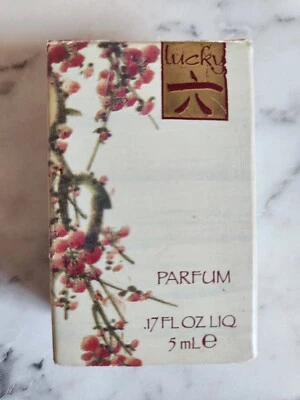 lucky
六
PARFUM
.17 FL OZ LIQ
5 mL e